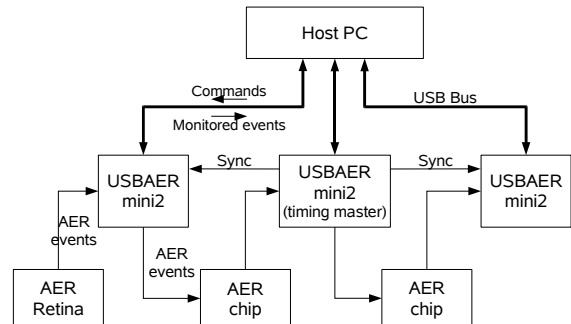 Host PC
Commands
Monitored events
USB Bus
USBAER
mini2
Sync
USBAER
mini2
(timing master)
Sync
USBAER
mini2
AER
events
AER
events
AER
Retina
AER
chip
AER
chip